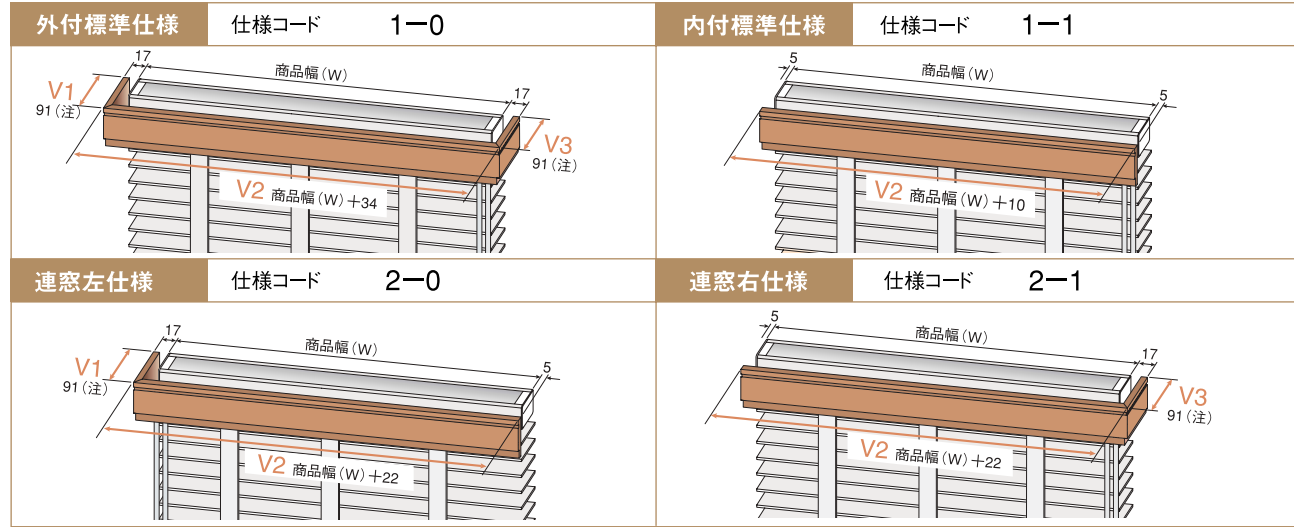 外付標準仕様 仕様コード 1ー0
17
商品幅(W)
17
V1
91(注)
V3
91(注)
V2 商品幅(W)+34
内付標準仕様 仕様コード 1ー1
5
商品幅(W)
5
V2 商品幅(W)+10
連窓左仕様 仕様コード 2ー0
17
商品幅(W)
5
V1
91(注)
V2 商品幅(W)+22
連窓右仕様 仕様コード 2ー1
5
商品幅(W)
17
V3
91(注)
V2 商品幅(W)+22